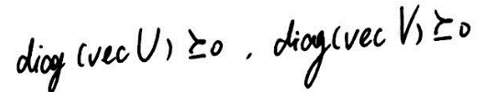 diag (vec U) ⪰0 . diag(vec V) ⪰0